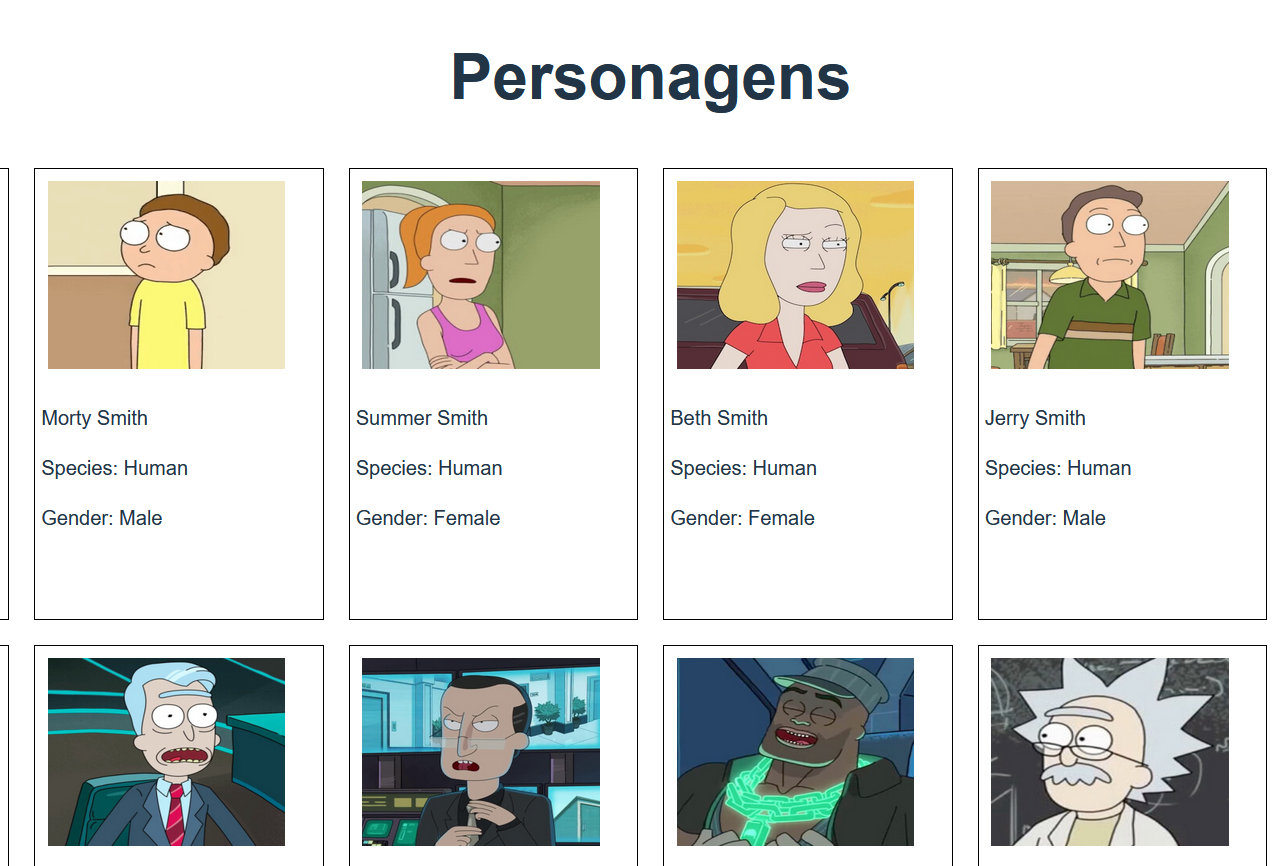 Personagens
Morty Smith
Species: Human
Gender: Male
Summer Smith
Species: Human
Gender: Female
Beth Smith
Species: Human
Gender: Female
Jerry Smith
Species: Human
Gender: Male